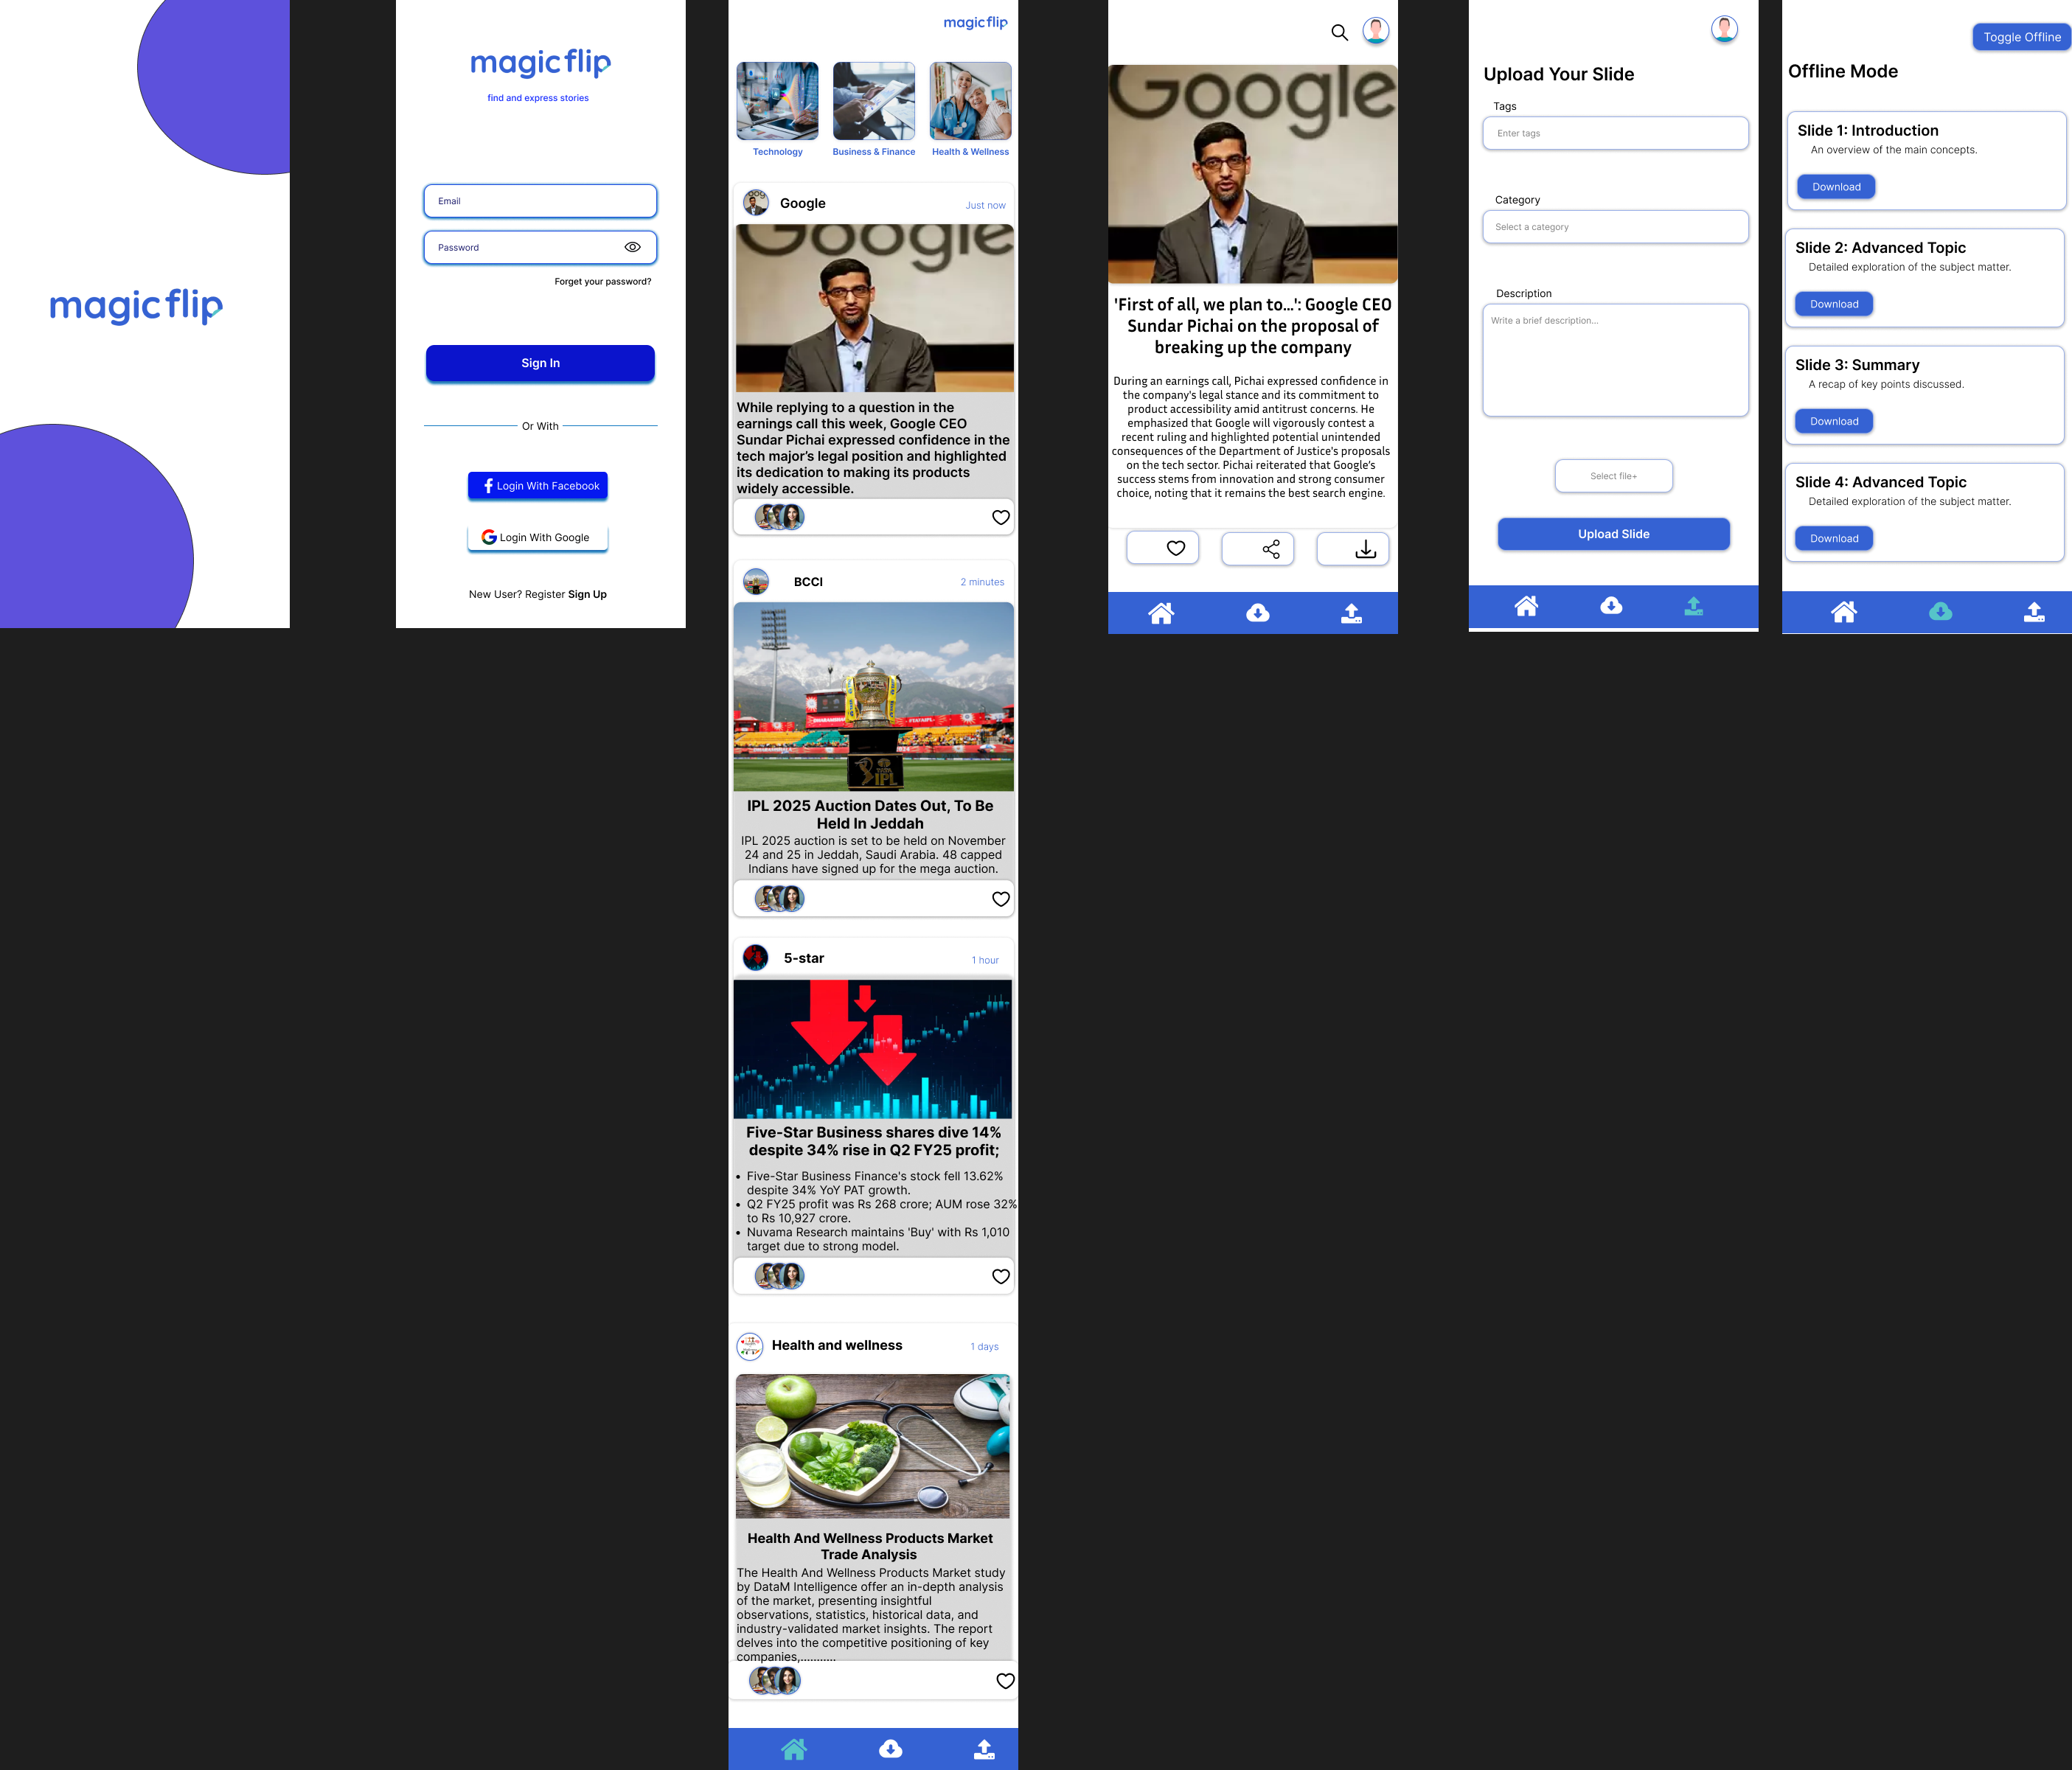 magic flip
magic flip
find and express stories
Email
Password
Forget your password?
Sign In
Or With
Login With Facebook
Login With Google
New User? Register Sign Up
magic flip
Technology
Business & Finance
Health & Wellness
Google
Just now
Google
While replying to a question in the
earnings call this week, Google CEO
Sundar Pichai expressed confidence in the
tech major’s legal position and highlighted
its dedication to making its products
widely accessible.
BCCI
2 minutes
TATA
IPL
IPL 2025 Auction Dates Out, To Be
Held In Jeddah
IPL 2025 auction is set to be held on November
24 and 25 in Jeddah, Saudi Arabia. 48 capped
Indians have signed up for the mega auction.
5-star
1 hour
Five-Star Business shares dive 14%
despite 34% rise in Q2 FY25 profit;
• Five-Star Business Finance's stock fell 13.62%
despite 34% YoY PAT growth.
• Q2 FY25 profit was Rs 268 crore; AUM rose 32%
to Rs 10,927 crore.
• Nuvama Research maintains 'Buy' with Rs 1,010
target due to strong model.
Health and wellness
1 days
Health And Wellness Products Market
Trade Analysis
The Health And Wellness Products Market study
by DataM Intelligence offer an in-depth analysis
of the market, presenting insightful
observations, statistics, historical data, and
industry-validated market insights. The report
delves into the competitive positioning of key
companies,...........
Google
'First of all, we plan to...': Google CEO
Sundar Pichai on the proposal of
breaking up the company
During an earnings call, Pichai expressed confidence in
the company's legal stance and its commitment to
product accessibility amid antitrust concerns. He
emphasized that Google will vigorously contest a
recent ruling and highlighted potential unintended
consequences of the Department of Justice's proposals
on the tech sector. Pichai reiterated that Google’s
success stems from innovation and strong consumer
choice, noting that it remains the best search engine.
Upload Your Slide
Tags
Enter tags
Category
Select a category
Description
Write a brief description...
Select file+
Upload Slide
Toggle Offline
Offline Mode
Slide 1: Introduction
An overview of the main concepts.
Download
Slide 2: Advanced Topic
Detailed exploration of the subject matter.
Download
Slide 3: Summary
A recap of key points discussed.
Download
Slide 4: Advanced Topic
Detailed exploration of the subject matter.
Download